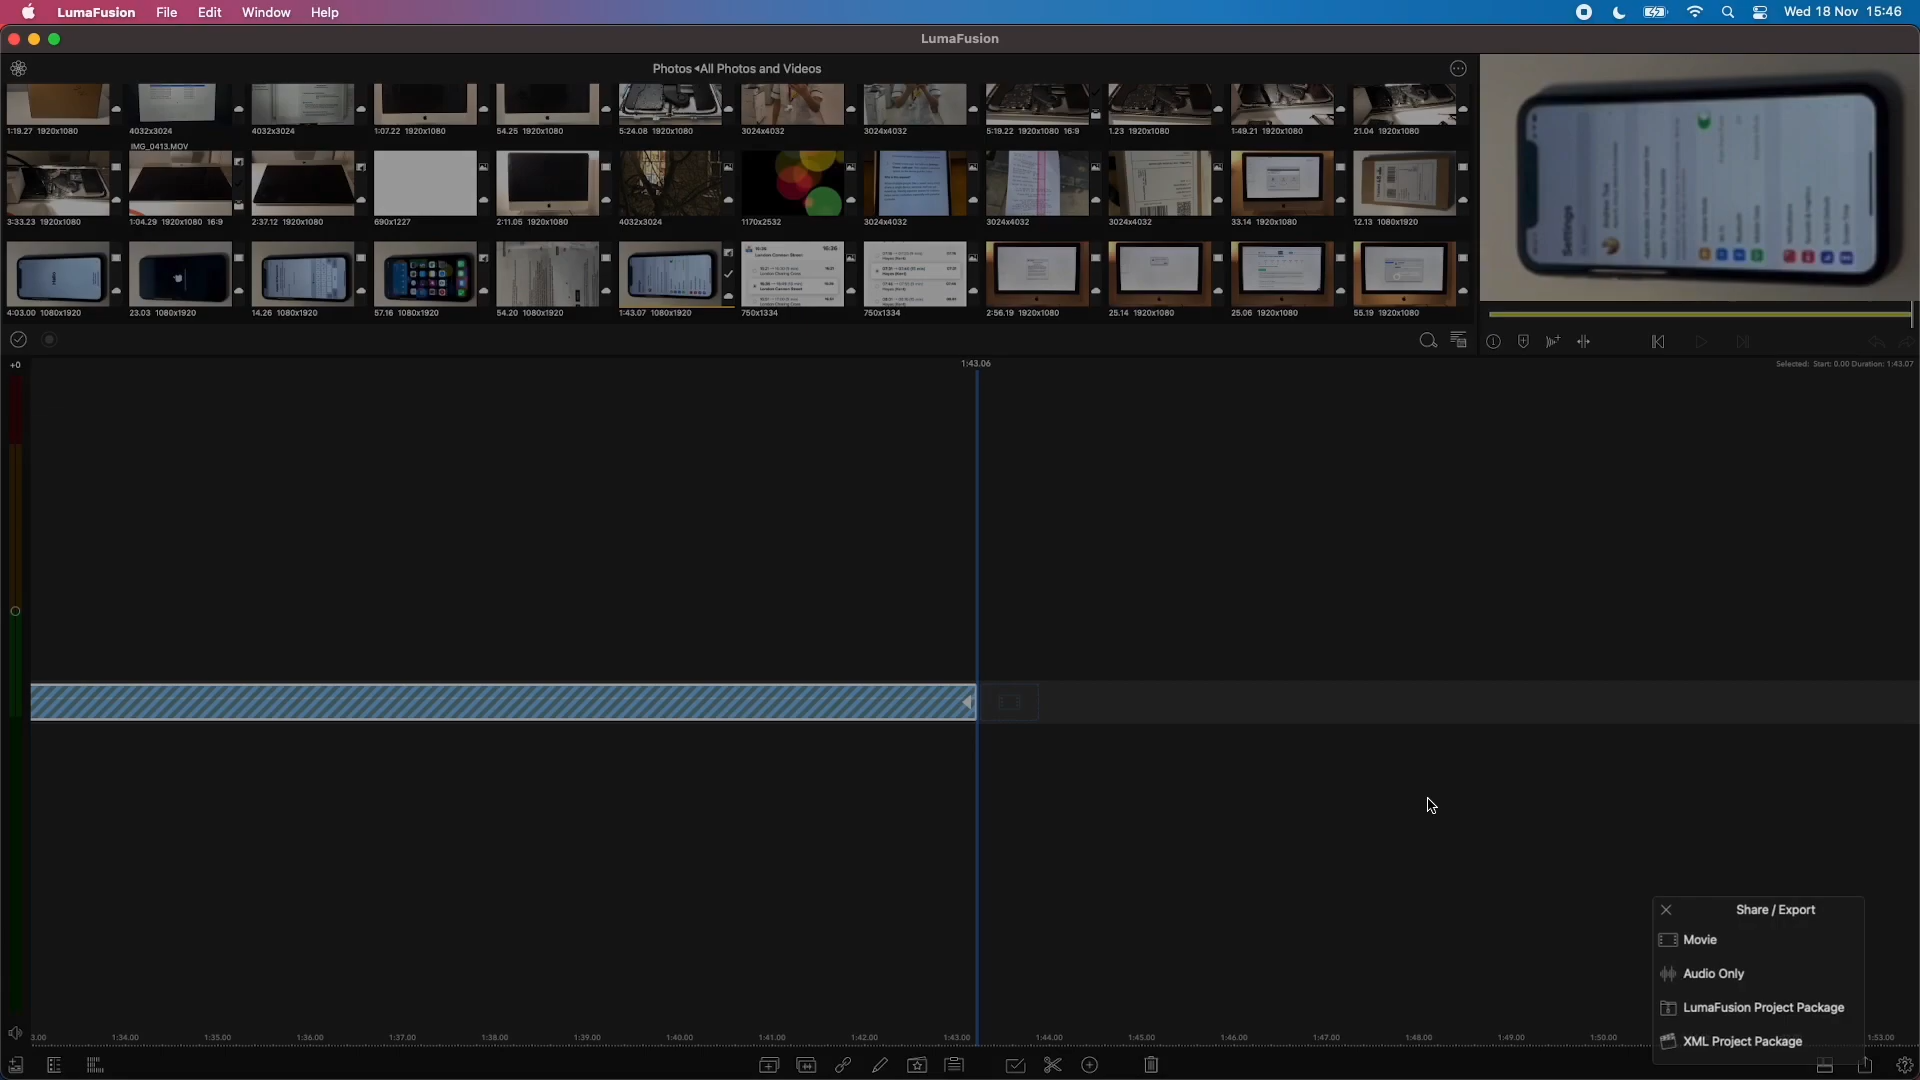 LumaFusion File Edit Window Help Wed 18 Nov 15:46
LumaFusion
Photos All Photos and Videos
1:19.27 1920x1080 4032x3024 4032x3024 1:07.22 1920x1080 54.25 1920x1080 5:24.08 1920x1080 3024x4032 3024x4032 5:19.22 1920x1080 16:9 1.23 1920x1080 1:49.21 1920x1080 21.04 1920x1080
IMG_0413.MOV
3:33.23 1920x1080 1:04.29 1920x1080 16:9 2:37.12 1920x1080 690x1227 2:11.05 1920x1080 4032x3024 1170x2532 3024x4032 3024x4032 3024x4032 33.14 1920x1080 12.13 1080x1920
4:03.00 1080x1920 23.03 1080x1920 14.26 1080x1920 57.16 1080x1920 54.20 1080x1920 1:43.07 1080x1920 750x1334 750x1334 2:56.19 1920x1080 25.14 1920x1080 25.06 1920x1080 55.19 1920x1080
Settings
+0 1:43.06 Selected: Start: 0.00 Duration: 1:43.07
Share / Export
Movie
Audio Only
LumaFusion Project Package
XML Project Package
3.00 1:34.00 1:35.00 1:36.00 1:37.00 1:38.00 1:39.00 1:40.00 1:41.00 1:42.00 1:43.00 1:44.00 1:45.00 1:46.00 1:47.00 1:48.00 1:49.00 1:50.00 1:53.00